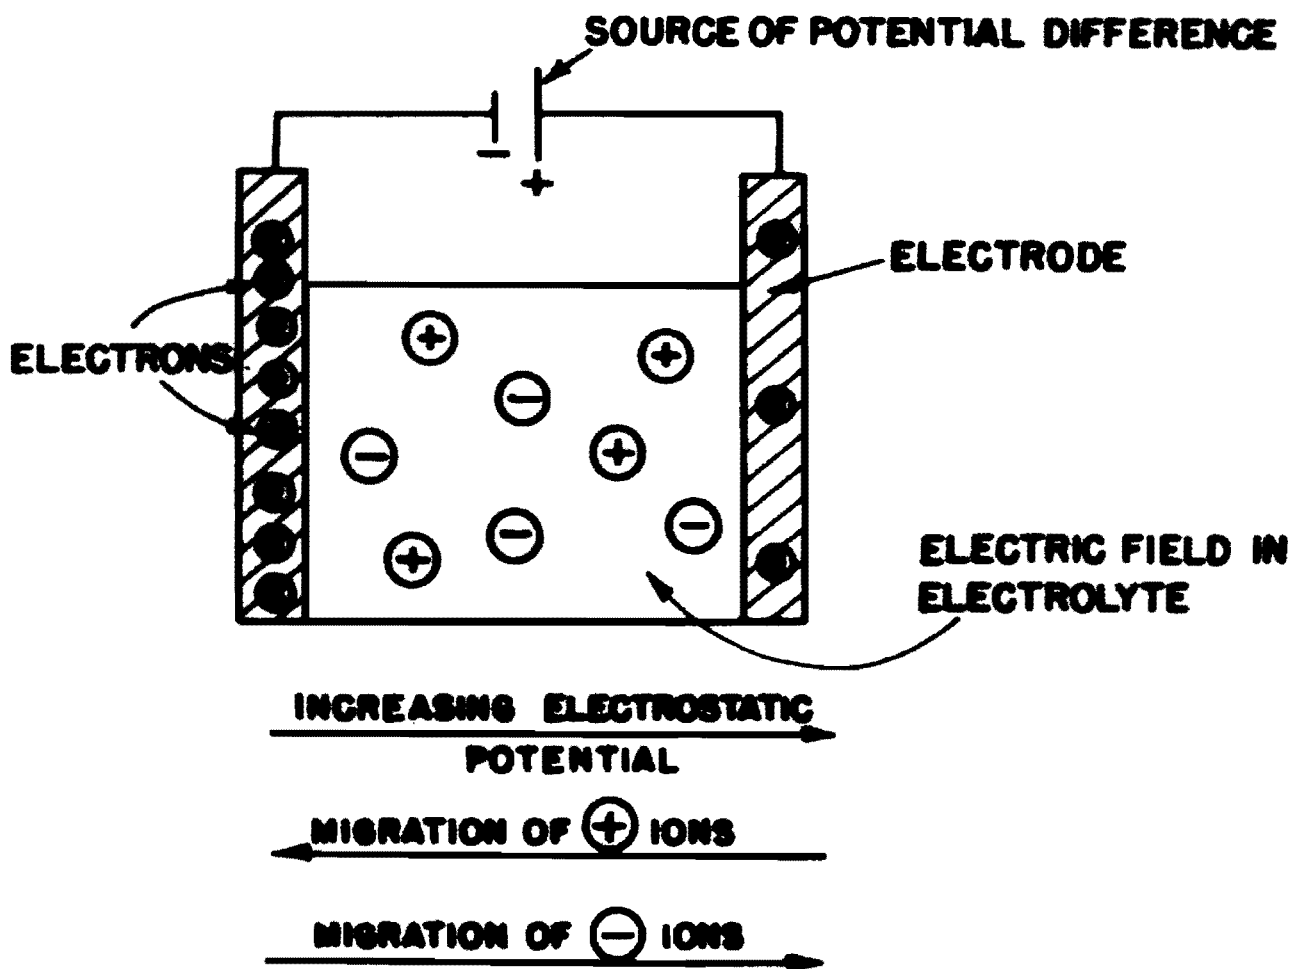 SOURCE OF POTENTIAL DIFFERENCE
−
+
ELECTRODE
ELECTRONS
+
+
−
−
+
−
−
+
ELECTRIC FIELD IN
ELECTROLYTE
INCREASING ELECTROSTATIC
POTENTIAL
MIGRATION OF + IONS
MIGRATION OF − IONS